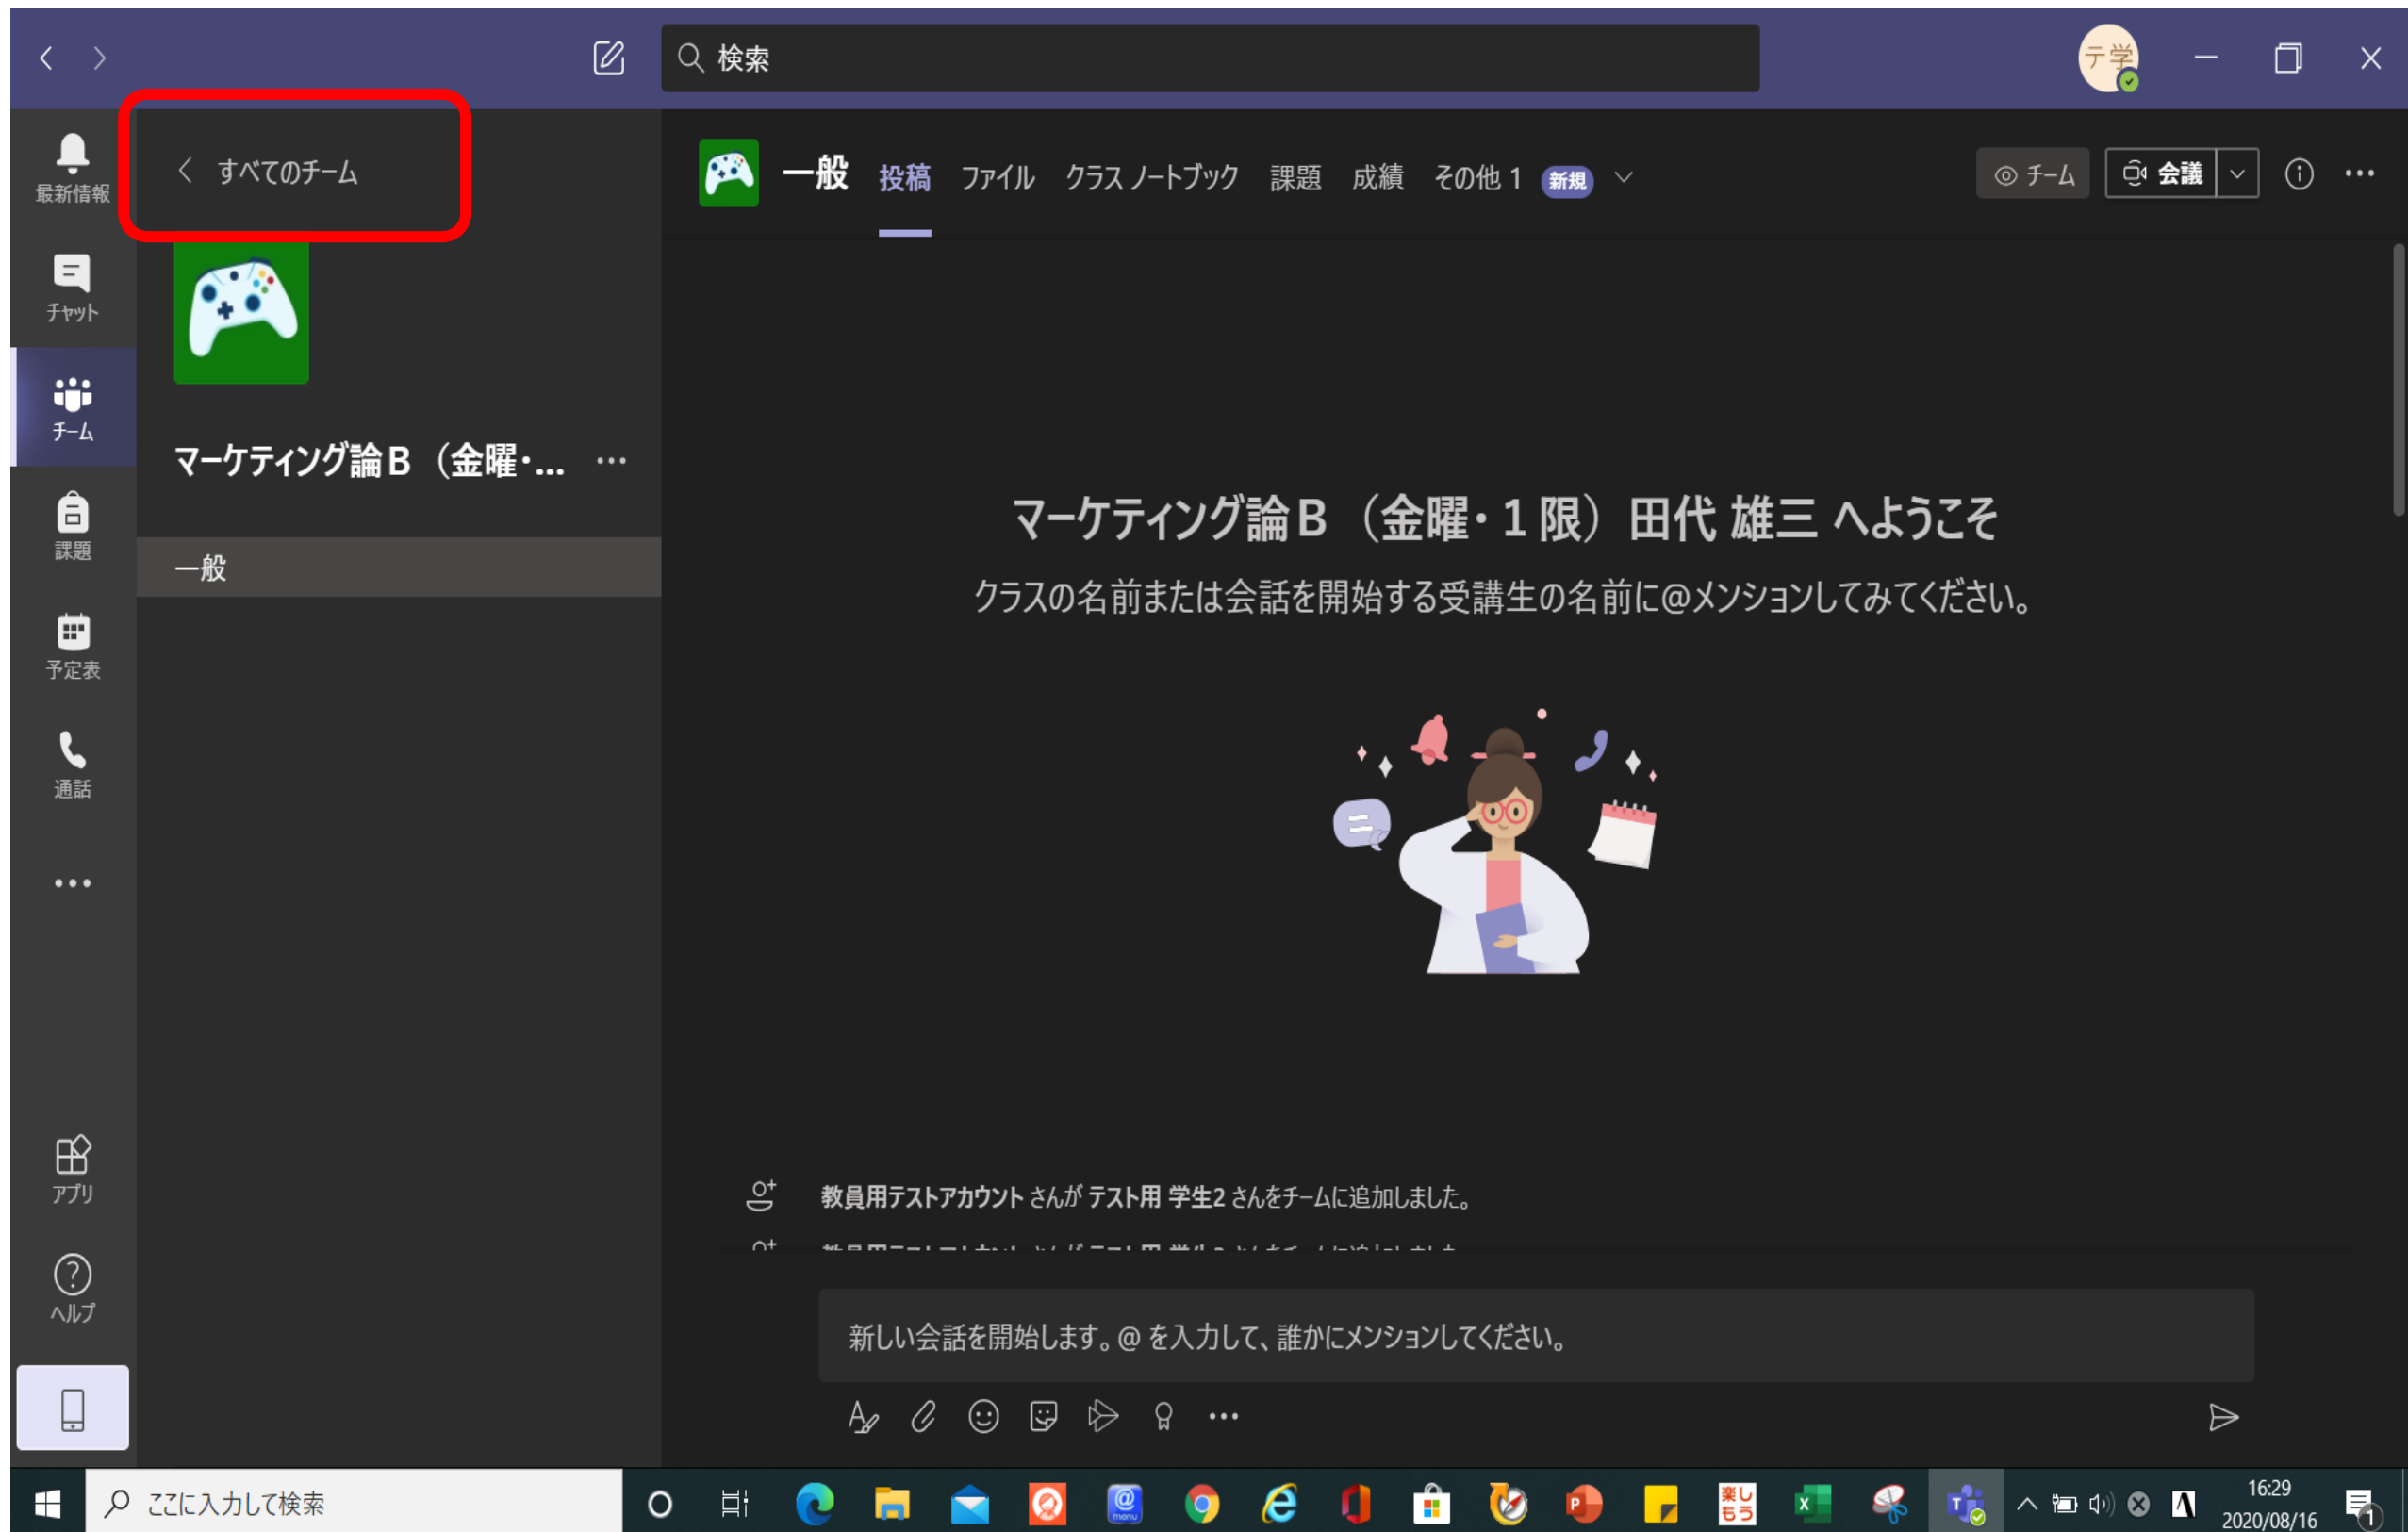 検索
テ学
最新情報
チャット
チーム
課題
予定表
通話
アプリ
ヘルプ
すべてのチーム
マーケティング論B（金曜・...
一般
一般 投稿 ファイル クラス ノートブック 課題 成績 その他 1 新規
チーム 会議
マーケティング論B（金曜・1限）田代 雄三 へようこそ
クラスの名前または会話を開始する受講生の名前に@メンションしてみてください。
教員用テストアカウント さんが テスト用 学生2 さんをチームに追加しました。
新しい会話を開始します。@ を入力して、誰かにメンションしてください。
ここに入力して検索
@
menu
楽し
もう
A
16:29
2020/08/16
1